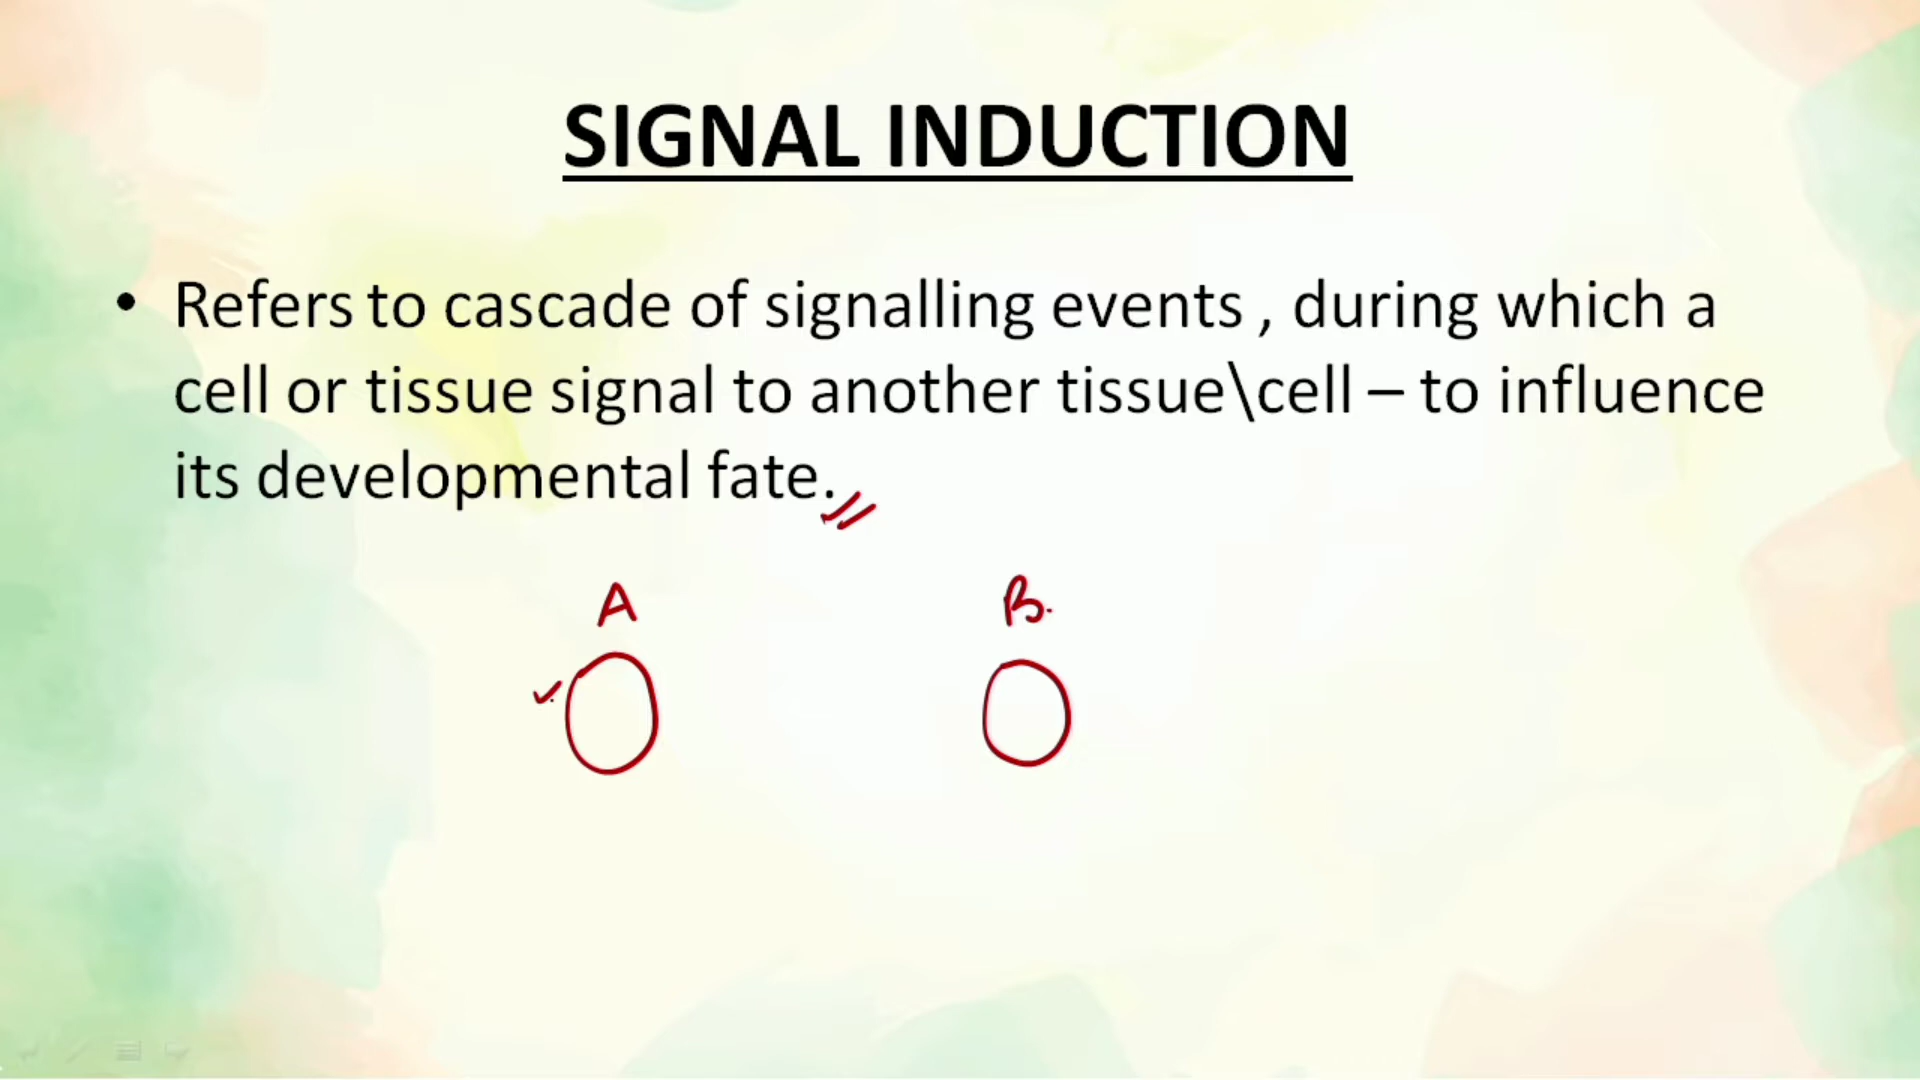 SIGNAL INDUCTION
• Refers to cascade of signalling events , during which a
cell or tissue signal to another tissue\cell – to influence
its developmental fate.
A B.